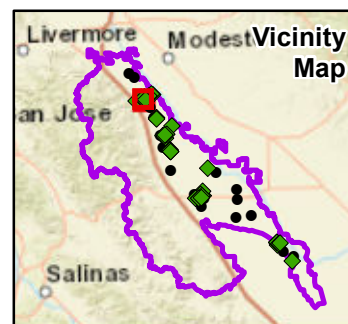 Livermore
Modest
Vicinity
Map
an Jose
Salinas